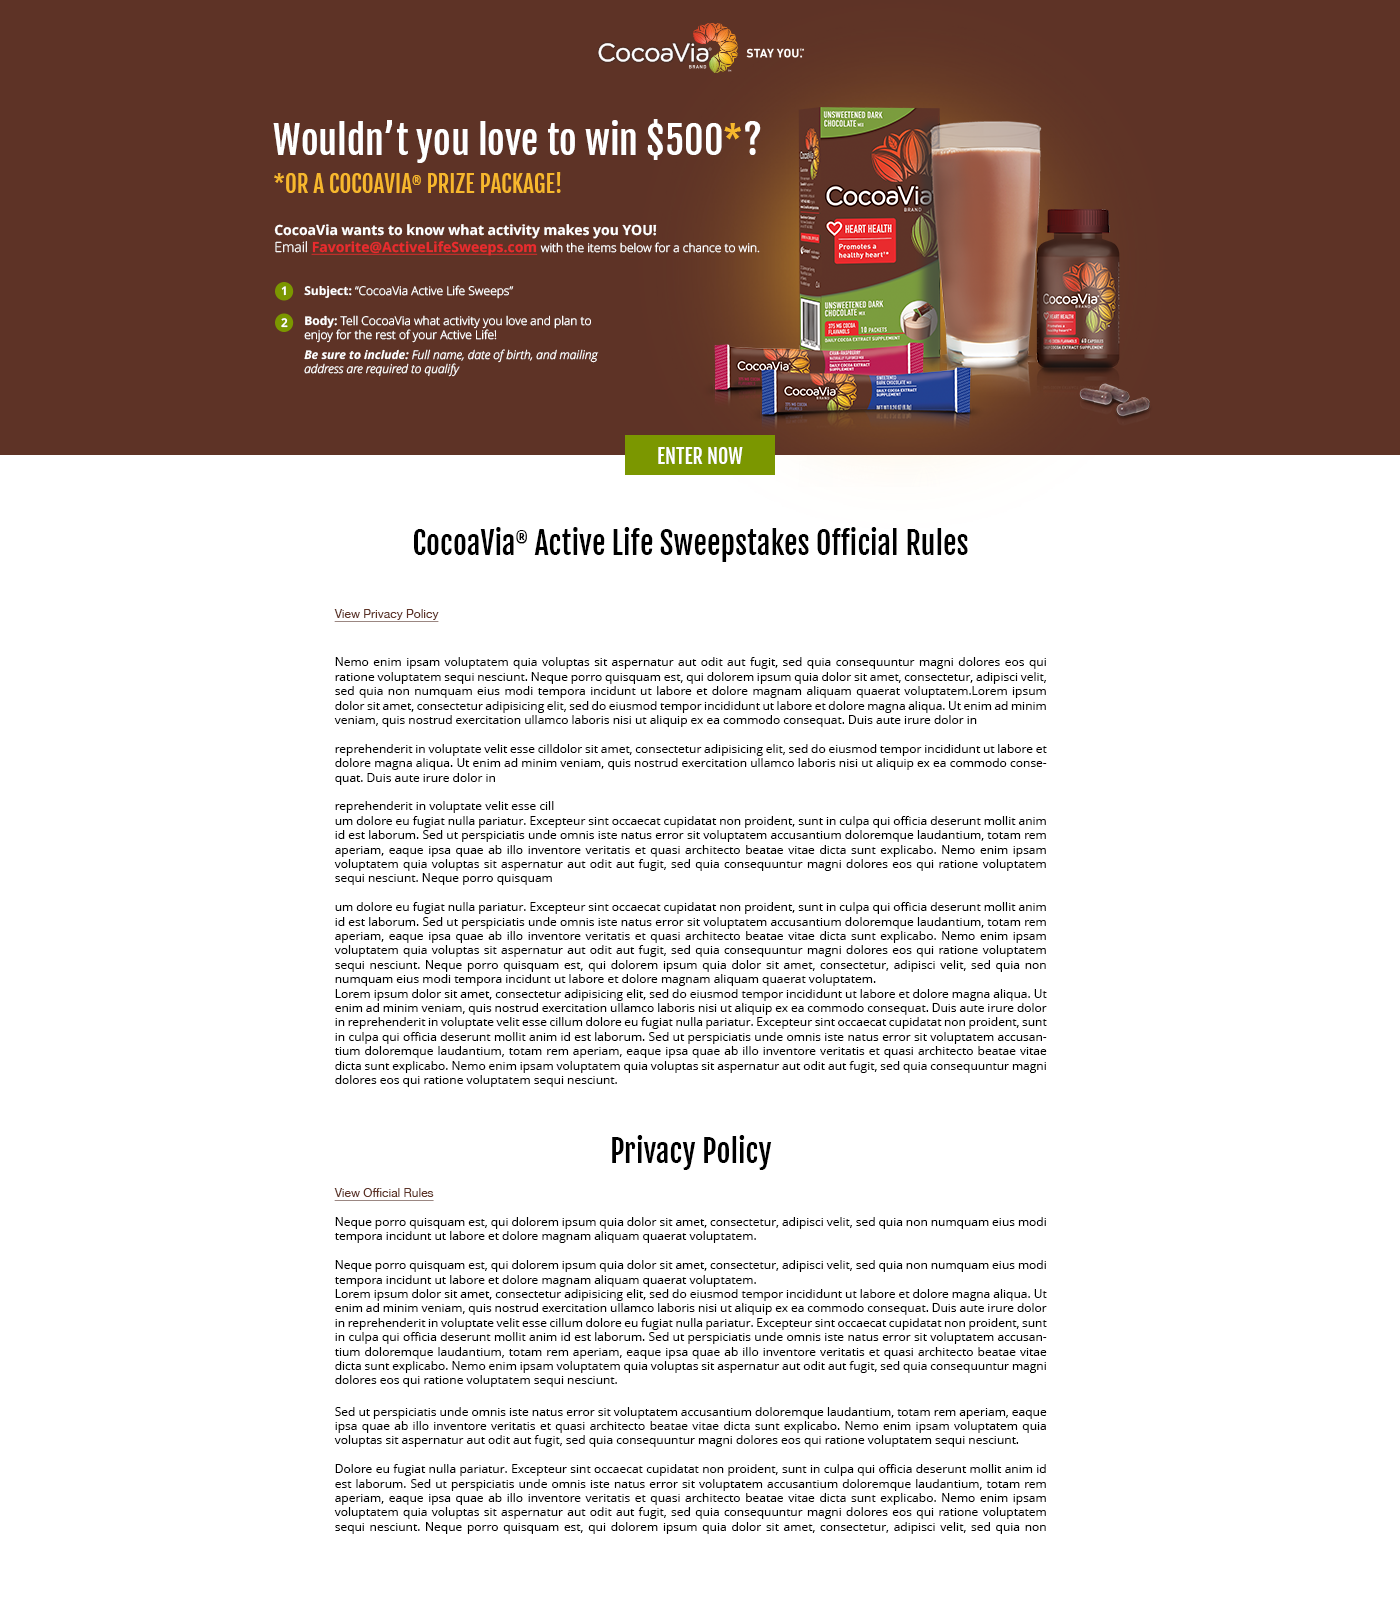 CocoaVia® STAY YOU.™
BRAND
Wouldn’t you love to win $500*?
*OR A COCOAVIA® PRIZE PACKAGE!
CocoaVia wants to know what activity makes you YOU!
Email Favorite@ActiveLifeSweeps.com with the items below for a chance to win.
1 Subject: “CocoaVia Active Life Sweeps”
2 Body: Tell CocoaVia what activity you love and plan to
enjoy for the rest of your Active Life!
Be sure to include: Full name, date of birth, and mailing
address are required to qualify
UNSWEETENED DARK
CHOCOLATE MIX
CocoaVia
BRAND
HEART HEALTH
Promotes a
healthy heart
UNSWEETENED DARK
CHOCOLATE MIX
375 MG COCOA
FLAVANOLS
10 PACKETS
DAILY COCOA EXTRACT SUPPLEMENT
CocoaVia
BRAND
HEART HEALTH
Promotes a
healthy heart
60 CAPSULES
DAILY COCOA EXTRACT SUPPLEMENT
CocoaVia
CRAN-RASPBERRY
NATURALLY FLAVORED MIX
DAILY COCOA EXTRACT
SUPPLEMENT
CocoaVia
BRAND
SWEETENED
DARK CHOCOLATE MIX
DAILY COCOA EXTRACT
SUPPLEMENT
ENTER NOW
CocoaVia® Active Life Sweepstakes Official Rules
View Privacy Policy
Nemo enim ipsam voluptatem quia voluptas sit aspernatur aut odit aut fugit, sed quia consequuntur magni dolores eos qui
ratione voluptatem sequi nesciunt. Neque porro quisquam est, qui dolorem ipsum quia dolor sit amet, consectetur, adipisci velit,
sed quia non numquam eius modi tempora incidunt ut labore et dolore magnam aliquam quaerat voluptatem.Lorem ipsum
dolor sit amet, consectetur adipisicing elit, sed do eiusmod tempor incididunt ut labore et dolore magna aliqua. Ut enim ad minim
veniam, quis nostrud exercitation ullamco laboris nisi ut aliquip ex ea commodo consequat. Duis aute irure dolor in
reprehenderit in voluptate velit esse cilldolor sit amet, consectetur adipisicing elit, sed do eiusmod tempor incididunt ut labore et
dolore magna aliqua. Ut enim ad minim veniam, quis nostrud exercitation ullamco laboris nisi ut aliquip ex ea commodo conse-
quat. Duis aute irure dolor in
reprehenderit in voluptate velit esse cill
um dolore eu fugiat nulla pariatur. Excepteur sint occaecat cupidatat non proident, sunt in culpa qui officia deserunt mollit anim
id est laborum. Sed ut perspiciatis unde omnis iste natus error sit voluptatem accusantium doloremque laudantium, totam rem
aperiam, eaque ipsa quae ab illo inventore veritatis et quasi architecto beatae vitae dicta sunt explicabo. Nemo enim ipsam
voluptatem quia voluptas sit aspernatur aut odit aut fugit, sed quia consequuntur magni dolores eos qui ratione voluptatem
sequi nesciunt. Neque porro quisquam
um dolore eu fugiat nulla pariatur. Excepteur sint occaecat cupidatat non proident, sunt in culpa qui officia deserunt mollit anim
id est laborum. Sed ut perspiciatis unde omnis iste natus error sit voluptatem accusantium doloremque laudantium, totam rem
aperiam, eaque ipsa quae ab illo inventore veritatis et quasi architecto beatae vitae dicta sunt explicabo. Nemo enim ipsam
voluptatem quia voluptas sit aspernatur aut odit aut fugit, sed quia consequuntur magni dolores eos qui ratione voluptatem
sequi nesciunt. Neque porro quisquam est, qui dolorem ipsum quia dolor sit amet, consectetur, adipisci velit, sed quia non
numquam eius modi tempora incidunt ut labore et dolore magnam aliquam quaerat voluptatem.
Lorem ipsum dolor sit amet, consectetur adipisicing elit, sed do eiusmod tempor incididunt ut labore et dolore magna aliqua. Ut
enim ad minim veniam, quis nostrud exercitation ullamco laboris nisi ut aliquip ex ea commodo consequat. Duis aute irure dolor
in reprehenderit in voluptate velit esse cillum dolore eu fugiat nulla pariatur. Excepteur sint occaecat cupidatat non proident, sunt
in culpa qui officia deserunt mollit anim id est laborum. Sed ut perspiciatis unde omnis iste natus error sit voluptatem accusan-
tium doloremque laudantium, totam rem aperiam, eaque ipsa quae ab illo inventore veritatis et quasi architecto beatae vitae
dicta sunt explicabo. Nemo enim ipsam voluptatem quia voluptas sit aspernatur aut odit aut fugit, sed quia consequuntur magni
dolores eos qui ratione voluptatem sequi nesciunt.
Privacy Policy
View Official Rules
Neque porro quisquam est, qui dolorem ipsum quia dolor sit amet, consectetur, adipisci velit, sed quia non numquam eius modi
tempora incidunt ut labore et dolore magnam aliquam quaerat voluptatem.
Neque porro quisquam est, qui dolorem ipsum quia dolor sit amet, consectetur, adipisci velit, sed quia non numquam eius modi
tempora incidunt ut labore et dolore magnam aliquam quaerat voluptatem.
Lorem ipsum dolor sit amet, consectetur adipisicing elit, sed do eiusmod tempor incididunt ut labore et dolore magna aliqua. Ut
enim ad minim veniam, quis nostrud exercitation ullamco laboris nisi ut aliquip ex ea commodo consequat. Duis aute irure dolor
in reprehenderit in voluptate velit esse cillum dolore eu fugiat nulla pariatur. Excepteur sint occaecat cupidatat non proident, sunt
in culpa qui officia deserunt mollit anim id est laborum. Sed ut perspiciatis unde omnis iste natus error sit voluptatem accusan-
tium doloremque laudantium, totam rem aperiam, eaque ipsa quae ab illo inventore veritatis et quasi architecto beatae vitae
dicta sunt explicabo. Nemo enim ipsam voluptatem quia voluptas sit aspernatur aut odit aut fugit, sed quia consequuntur magni
dolores eos qui ratione voluptatem sequi nesciunt.
Sed ut perspiciatis unde omnis iste natus error sit voluptatem accusantium doloremque laudantium, totam rem aperiam, eaque
ipsa quae ab illo inventore veritatis et quasi architecto beatae vitae dicta sunt explicabo. Nemo enim ipsam voluptatem quia
voluptas sit aspernatur aut odit aut fugit, sed quia consequuntur magni dolores eos qui ratione voluptatem sequi nesciunt.
Dolore eu fugiat nulla pariatur. Excepteur sint occaecat cupidatat non proident, sunt in culpa qui officia deserunt mollit anim id
est laborum. Sed ut perspiciatis unde omnis iste natus error sit voluptatem accusantium doloremque laudantium, totam rem
aperiam, eaque ipsa quae ab illo inventore veritatis et quasi architecto beatae vitae dicta sunt explicabo. Nemo enim ipsam
voluptatem quia voluptas sit aspernatur aut odit aut fugit, sed quia consequuntur magni dolores eos qui ratione voluptatem
sequi nesciunt. Neque porro quisquam est, qui dolorem ipsum quia dolor sit amet, consectetur, adipisci velit, sed quia non